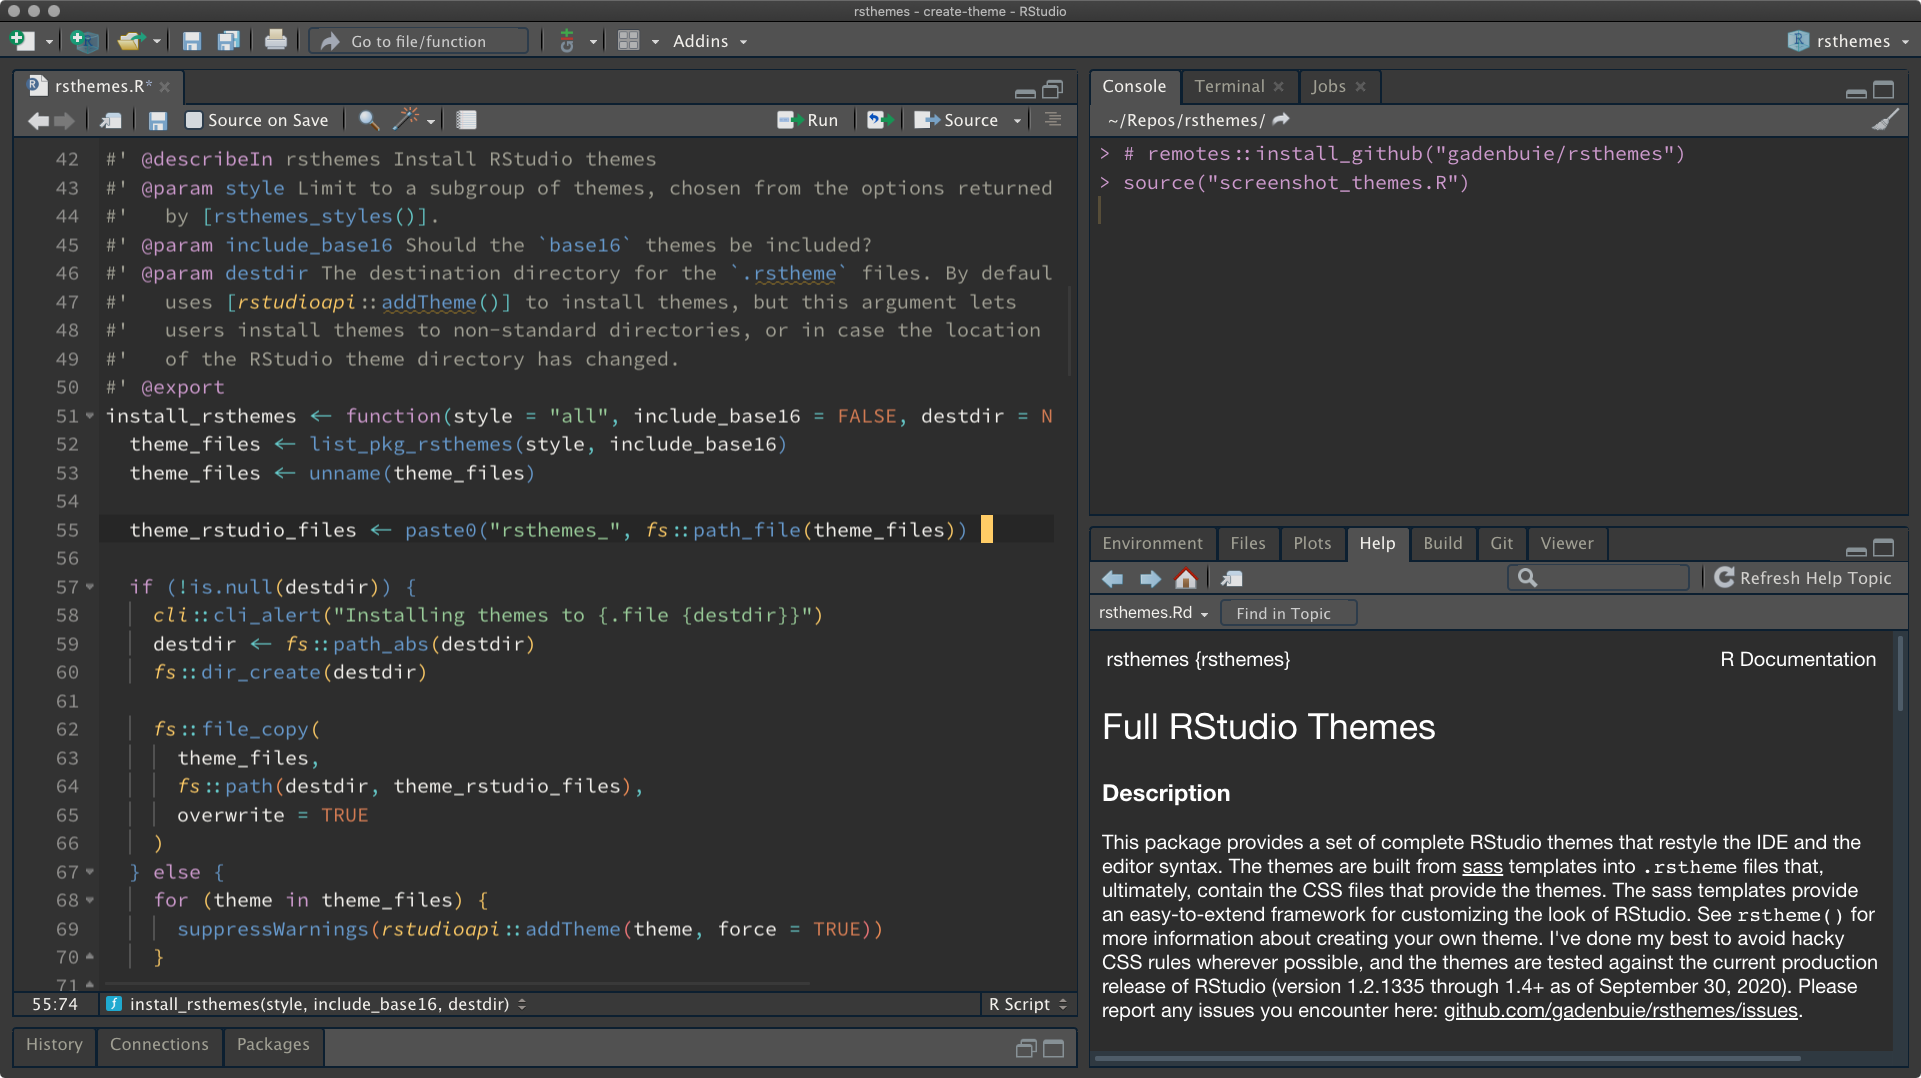 rsthemes - create-theme - RStudio
Go to file/function
Addins
rsthemes
rsthemes.R*
Source on Save
Run
Source
42 #' @describeIn rsthemes Install RStudio themes
43 #' @param style Limit to a subgroup of themes, chosen from the options returned
44 #'   by [rsthemes_styles()].
45 #' @param include_base16 Should the `base16` themes be included?
46 #' @param destdir The destination directory for the `.rstheme` files. By defaul
47 #'   uses [rstudioapi::addTheme()] to install themes, but this argument lets
48 #'   users install themes to non-standard directories, or in case the location
49 #'   of the RStudio theme directory has changed.
50 #' @export
51 install_rsthemes <- function(style = "all", include_base16 = FALSE, destdir = N
52   theme_files <- list_pkg_rsthemes(style, include_base16)
53   theme_files <- unname(theme_files)
54
55   theme_rstudio_files <- paste0("rsthemes_", fs::path_file(theme_files))
56
57   if (!is.null(destdir)) {
58     cli::cli_alert("Installing themes to {.file {destdir}}")
59     destdir <- fs::path_abs(destdir)
60     fs::dir_create(destdir)
61
62     fs::file_copy(
63       theme_files,
64       fs::path(destdir, theme_rstudio_files),
65       overwrite = TRUE
66     )
67   } else {
68     for (theme in theme_files) {
69       suppressWarnings(rstudioapi::addTheme(theme, force = TRUE))
70     }
71
55:74 install_rsthemes(style, include_base16, destdir) R Script
History Connections Packages
Console Terminal Jobs
~/Repos/rsthemes/
> # remotes::install_github("gadenbuie/rsthemes")
> source("screenshot_themes.R")
Environment Files Plots Help Build Git Viewer
Refresh Help Topic
rsthemes.Rd Find in Topic
rsthemes {rsthemes} R Documentation
Full RStudio Themes
Description
This package provides a set of complete RStudio themes that restyle the IDE and the
editor syntax. The themes are built from sass templates into .rstheme files that,
ultimately, contain the CSS files that provide the themes. The sass templates provide
an easy-to-extend framework for customizing the look of RStudio. See rstheme() for
more information about creating your own theme. I've done my best to avoid hacky
CSS rules wherever possible, and the themes are tested against the current production
release of RStudio (version 1.2.1335 through 1.4+ as of September 30, 2020). Please
report any issues you encounter here: github.com/gadenbuie/rsthemes/issues.